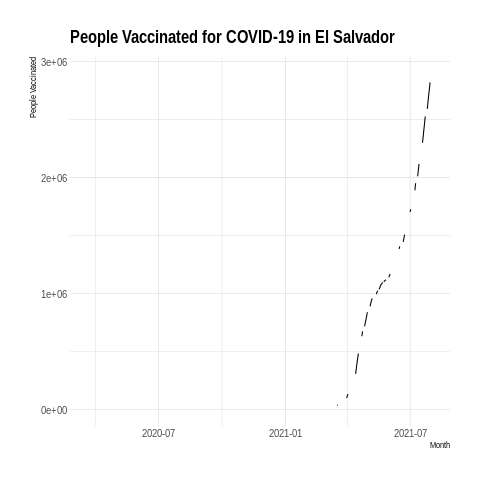 People Vaccinated for COVID-19 in El Salvador
People Vaccinated
3e+06
2e+06
1e+06
0e+00
2020-07 2021-01 2021-07
Month